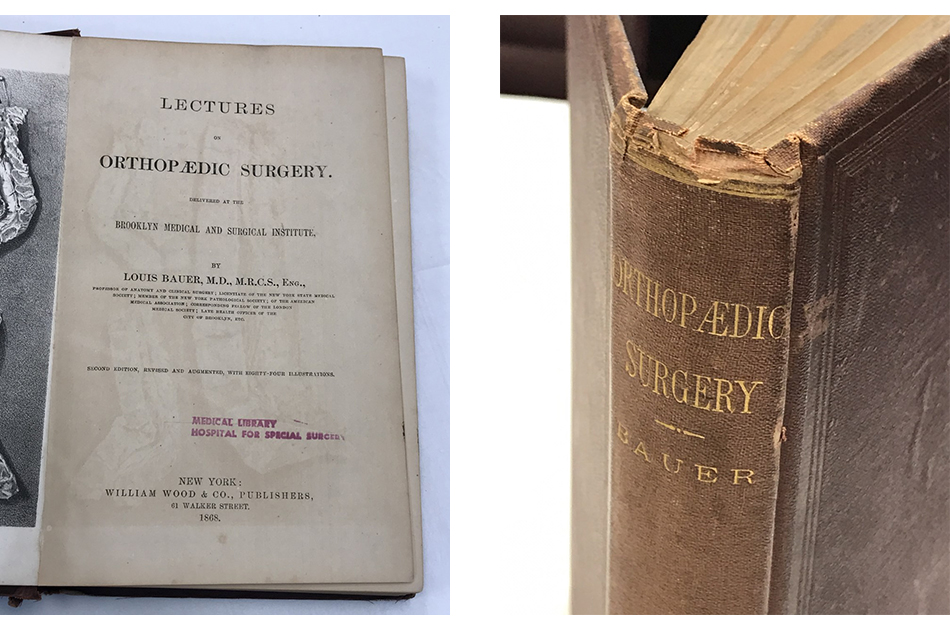 LECTURES
ON
ORTHOPÆDIC SURGERY.
DELIVERED AT THE
BROOKLYN MEDICAL AND SURGICAL INSTITUTE,
BY
LOUIS BAUER, M.D., M.R.C.S., ENG.,
PROFESSOR OF ANATOMY AND CLINICAL SURGERY; LICENTIATE OF THE NEW YORK STATE MEDICAL
SOCIETY; MEMBER OF THE NEW YORK PATHOLOGICAL SOCIETY; OF THE AMERICAN
MEDICAL ASSOCIATION; CORRESPONDING FELLOW OF THE LONDON
MEDICAL SOCIETY; LATE HEALTH OFFICER OF THE
CITY OF BROOKLYN, ETC.
SECOND EDITION, REVISED AND AUGMENTED, WITH EIGHTY-FOUR ILLUSTRATIONS.
MEDICAL LIBRARY
HOSPITAL FOR SPECIAL SURGERY
NEW YORK:
WILLIAM WOOD & CO., PUBLISHERS,
61 WALKER STREET.
1868.
ORTHOPÆDIC
SURGERY
BAUER